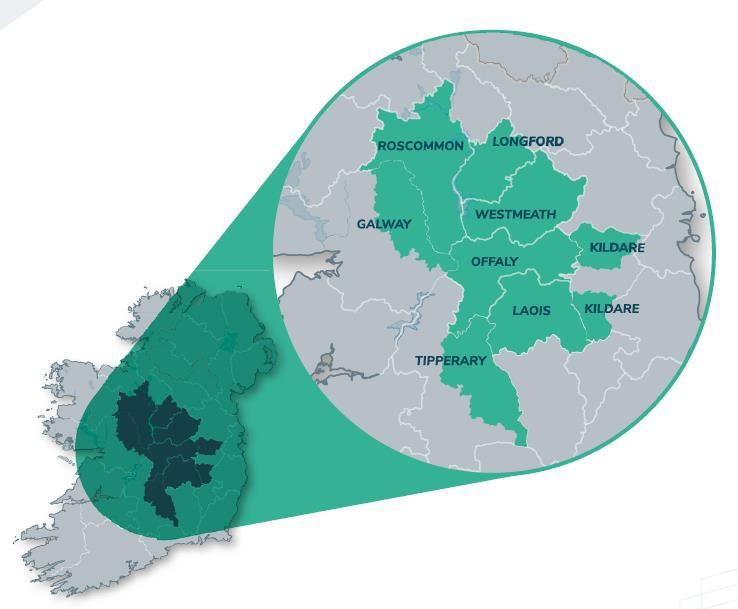 ROSCOMMON
LONGFORD
GALWAY
WESTMEATH
OFFALY
KILDARE
LAOIS
KILDARE
TIPPERARY